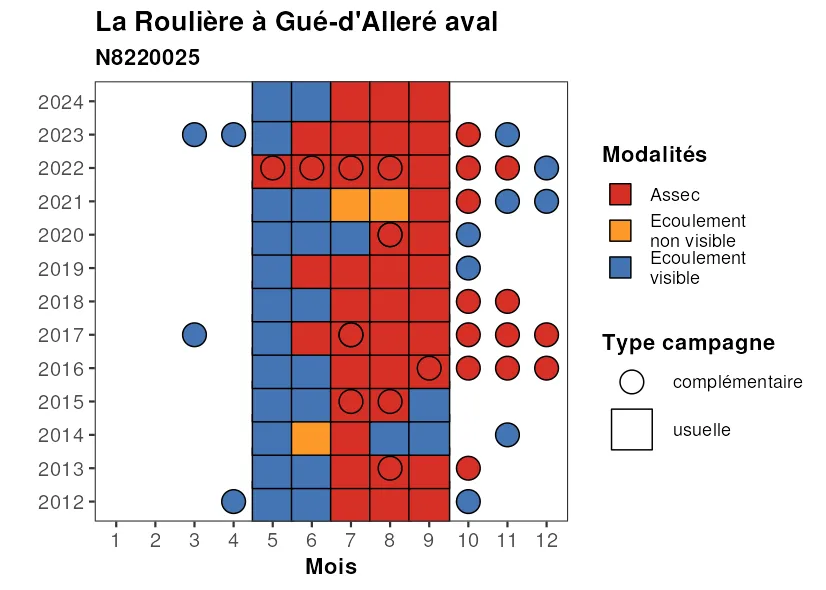 La Roulière à Gué-d'Alleré aval
N8220025
2024
2023
2022
2021
2020
2019
2018
2017
2016
2015
2014
2013
2012
1 2 3 4 5 6 7 8 9 10 11 12
Mois
Modalités
Assec
Ecoulement
non visible
Ecoulement
visible
Type campagne
complémentaire
usuelle